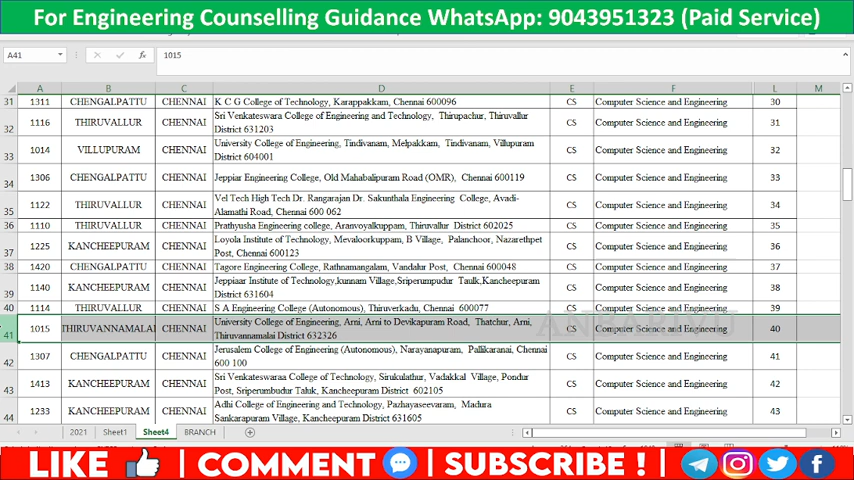 For Engineering Counselling Guidance WhatsApp: 9043951323 (Paid Service)
A41 fx 1015
A B C D E F L M
31 1311 CHENGALPATTU CHENNAI K C G College of Technology, Karappakkam, Chennai 600096 CS Computer Science and Engineering 30
Sri Venkateswara College of Engineering and Technology, Thirupachur, Thiruvallur
32 1116 THIRUVALLUR CHENNAI District 631203 CS Computer Science and Engineering 31
University College of Engineering, Tindivanam, Melpakkam, Tindivanam, Villupuram
33 1014 VILLUPURAM CHENNAI District 604001 CS Computer Science and Engineering 32
34 1306 CHENGALPATTU CHENNAI Jeppiar Engineering College, Old Mahabalipuram Road (OMR), Chennai 600119 CS Computer Science and Engineering 33
Vel Tech High Tech Dr. Rangarajan Dr. Sakunthala Engineering College, Avadi-
35 1122 THIRUVALLUR CHENNAI Alamathi Road, Chennai 600 062 CS Computer Science and Engineering 34
36 1110 THIRUVALLUR CHENNAI Prathyusha Engineering college, Aranvoyalkuppam, Thiruvallur District 602025 CS Computer Science and Engineering 35
Loyola Institute of Technology, Mevaloorkuppam, B Village, Palanchoor, Nazarethpet
37 1225 KANCHEEPURAM CHENNAI Post, Chennai 600123 CS Computer Science and Engineering 36
38 1420 CHENGALPATTU CHENNAI Tagore Engineering College, Rathnamangalam, Vandalur Post, Chennai 600048 CS Computer Science and Engineering 37
Jeppiaar Institute of Technology,kunnam Village,Sriperumpudur Taulk,Kancheepuram
39 1140 KANCHEEPURAM CHENNAI District 631604 CS Computer Science and Engineering 38
40 1114 THIRUVALLUR CHENNAI S A Engineering College (Autonomous), Thiruverkadu, Chennai 600077 CS Computer Science and Engineering 39
University College of Engineering, Arni, Arni to Devikapuram Road, Thatchur, Arni,
41 1015 THIRUVANNAMALAI CHENNAI Thiruvannamalai District 632326 CS Computer Science and Engineering 40
Jerusalem College of Engineering (Autonomous), Narayanapuram, Pallikaranai, Chennai
42 1307 CHENGALPATTU CHENNAI 600 100 CS Computer Science and Engineering 41
Sri Venkateswaraa College of Technology, Sirukulathur, Vadakkal Village, Pondur
43 1413 KANCHEEPURAM CHENNAI Post, Sriperumbudur Taluk, Kancheepuram District 602105 CS Computer Science and Engineering 42
Adhi College of Engineering and Technology, Pazhayaseevaram, Madura
44 1233 KANCHEEPURAM CHENNAI Sankarapuram Village, Kancheepuram District 631605 CS Computer Science and Engineering 43
2021 Sheet1 Sheet4 BRANCH
LIKE | COMMENT | SUBSCRIBE ! |